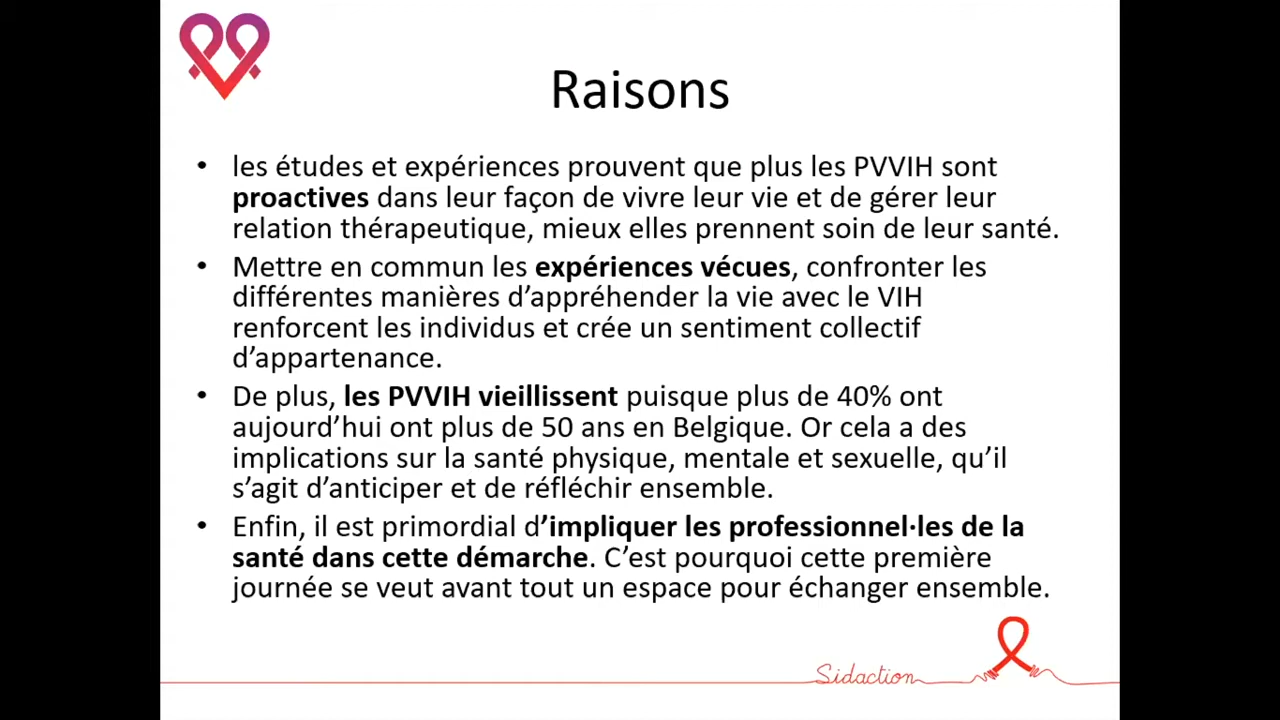 Raisons
• les études et expériences prouvent que plus les PVVIH sont
proactives dans leur façon de vivre leur vie et de gérer leur
relation thérapeutique, mieux elles prennent soin de leur santé.
• Mettre en commun les expériences vécues, confronter les
différentes manières d’appréhender la vie avec le VIH
renforcent les individus et crée un sentiment collectif
d’appartenance.
• De plus, les PVVIH vieillissent puisque plus de 40% ont
aujourd’hui ont plus de 50 ans en Belgique. Or cela a des
implications sur la santé physique, mentale et sexuelle, qu’il
s’agit d’anticiper et de réfléchir ensemble.
• Enfin, il est primordial d’impliquer les professionnel·les de la
santé dans cette démarche. C’est pourquoi cette première
journée se veut avant tout un espace pour échanger ensemble.
Sidaction